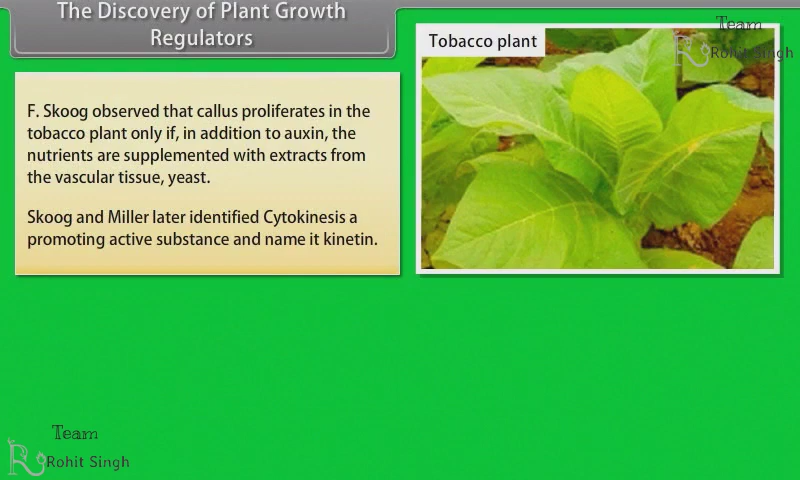 The Discovery of Plant Growth
Regulators
Team
Rohit Singh
Tobacco plant
F. Skoog observed that callus proliferates in the
tobacco plant only if, in addition to auxin, the
nutrients are supplemented with extracts from
the vascular tissue, yeast.
Skoog and Miller later identified Cytokinesis a
promoting active substance and name it kinetin.
Team
Rohit Singh